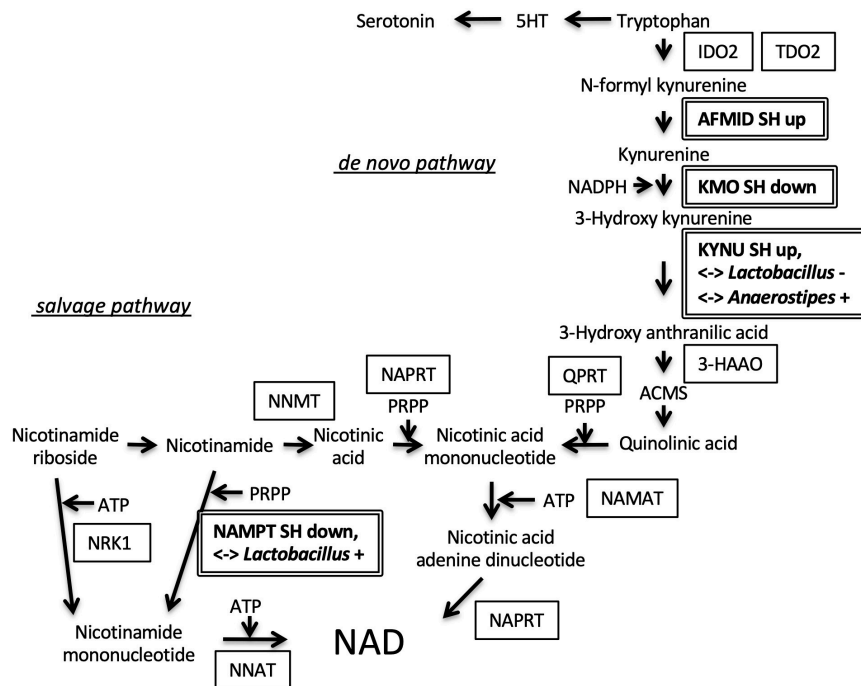 Serotonin
5HT
Tryptophan
IDO2
TDO2
N-formyl kynurenine
AFMID SH up
de novo pathway
Kynurenine
NADPH
KMO SH down
3-Hydroxy kynurenine
KYNU SH up,
<-> Lactobacillus -
<-> Anaerostipes +
salvage pathway
3-Hydroxy anthranilic acid
3-HAAO
NAPRT
QPRT
ACMS
NNMT
PRPP
PRPP
Nicotinamide
riboside
Nicotinamide
Nicotinic
acid
Nicotinic acid
mononucleotide
Quinolinic acid
ATP
PRPP
ATP
NAMAT
NRK1
NAMPT SH down,
<-> Lactobacillus +
Nicotinic acid
adenine dinucleotide
ATP
NAPRT
Nicotinamide
mononucleotide
NAD
NNAT